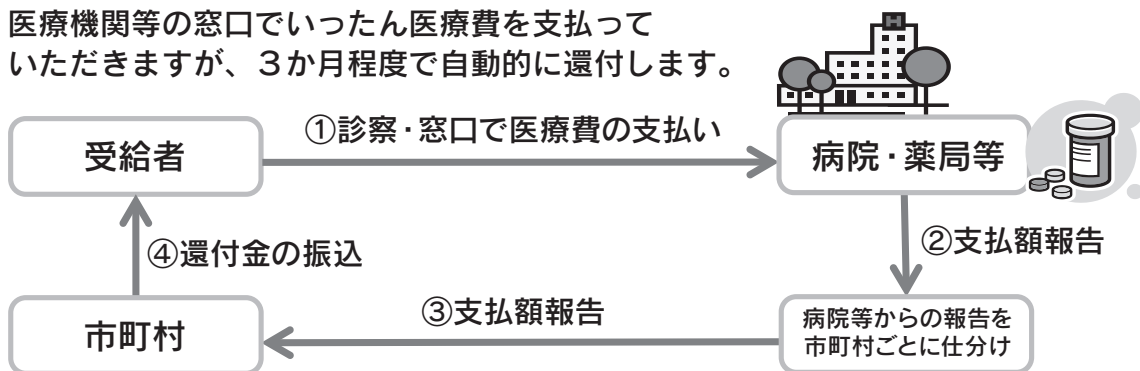 医療機関等の窓口でいったん医療費を支払って
いただきますが、３か月程度で自動的に還付します。
H
①診察・窓口で医療費の支払い
受給者
病院・薬局等
②支払額報告
④還付金の振込
③支払額報告
市町村
病院等からの報告を
市町村ごとに仕分け